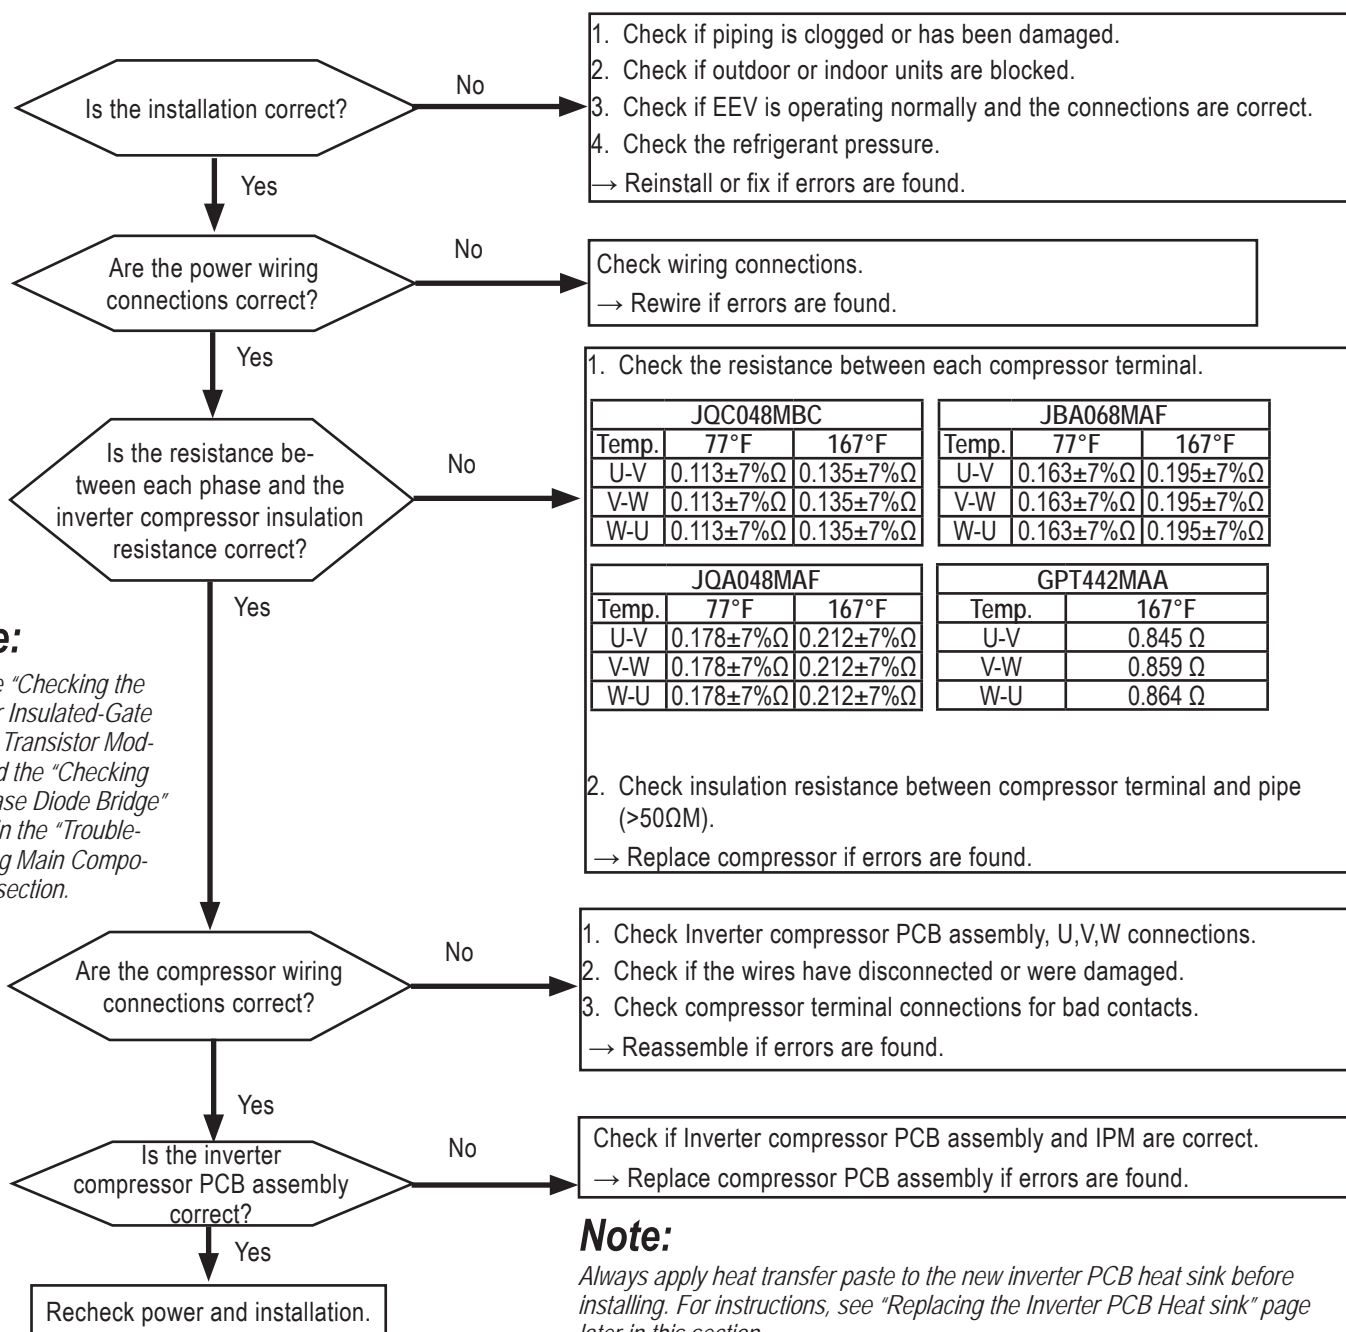 Is the installation correct?
No
1. Check if piping is clogged or has been damaged.
2. Check if outdoor or indoor units are blocked.
3. Check if EEV is operating normally and the connections are correct.
4. Check the refrigerant pressure.
→ Reinstall or fix if errors are found.
Yes
Are the power wiring
connections correct?
No
Check wiring connections.
→ Rewire if errors are found.
Yes
Is the resistance be-
tween each phase and the
inverter compressor insulation
resistance correct?
No
1. Check the resistance between each compressor terminal.
JQC048MBC
Temp. 77°F 167°F
U-V 0.113±7%Ω 0.135±7%Ω
V-W 0.113±7%Ω 0.135±7%Ω
W-U 0.113±7%Ω 0.135±7%Ω
JBA068MAF
Temp. 77°F 167°F
U-V 0.163±7%Ω 0.195±7%Ω
V-W 0.163±7%Ω 0.195±7%Ω
W-U 0.163±7%Ω 0.195±7%Ω
JQA048MAF
Temp. 77°F 167°F
U-V 0.178±7%Ω 0.212±7%Ω
V-W 0.178±7%Ω 0.212±7%Ω
W-U 0.178±7%Ω 0.212±7%Ω
GPT442MAA
Temp. 167°F
U-V 0.845 Ω
V-W 0.859 Ω
W-U 0.864 Ω
2. Check insulation resistance between compressor terminal and pipe
(>50ΩM).
→ Replace compressor if errors are found.
Yes
e:
"Checking the
Insulated-Gate
Transistor Mod-
the "Checking
Diode Bridge"
in the "Trouble-
Main Compo-
section.
Are the compressor wiring
connections correct?
No
1. Check Inverter compressor PCB assembly, U,V,W connections.
2. Check if the wires have disconnected or were damaged.
3. Check compressor terminal connections for bad contacts.
→ Reassemble if errors are found.
Yes
Is the inverter
compressor PCB assembly
correct?
No
Check if Inverter compressor PCB assembly and IPM are correct.
→ Replace compressor PCB assembly if errors are found.
Yes
Recheck power and installation.
Note:
Always apply heat transfer paste to the new inverter PCB heat sink before
installing. For instructions, see "Replacing the Inverter PCB Heat sink" page
later in this section.